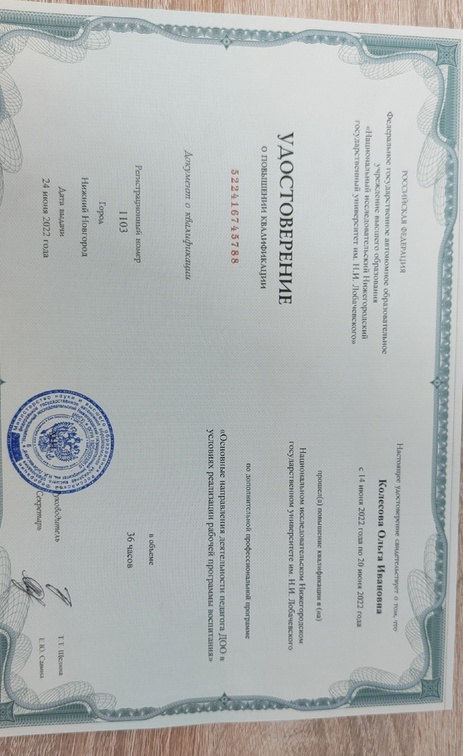 РОССИЙСКАЯ ФЕДЕРАЦИЯ
Федеральное государственное автономное образовательное
учреждение высшего образования
«Национальный исследовательский Нижегородский
государственный университет им. Н.И. Лобачевского»
УДОСТОВЕРЕНИЕ
О ПОВЫШЕНИИ КВАЛИФИКАЦИИ
522416745788
Документ о квалификации
Регистрационный номер
1103
Город
Нижний Новгород
Дата выдачи
24 июня 2022 года
Настоящее удостоверение свидетельствует о том, что
Колесова Ольга Ивановна
с 14 июня 2022 года по 20 июня 2022 года
прошел(а) повышение квалификации в (на)
Национальном исследовательском Нижегородском
государственном университете им. Н.И. Лобачевского
по дополнительной профессиональной программе
«Основные направления деятельности педагога ДОО в
условиях реализации рабочей программы воспитания»
в объеме
36 часов
Руководитель
Секретарь